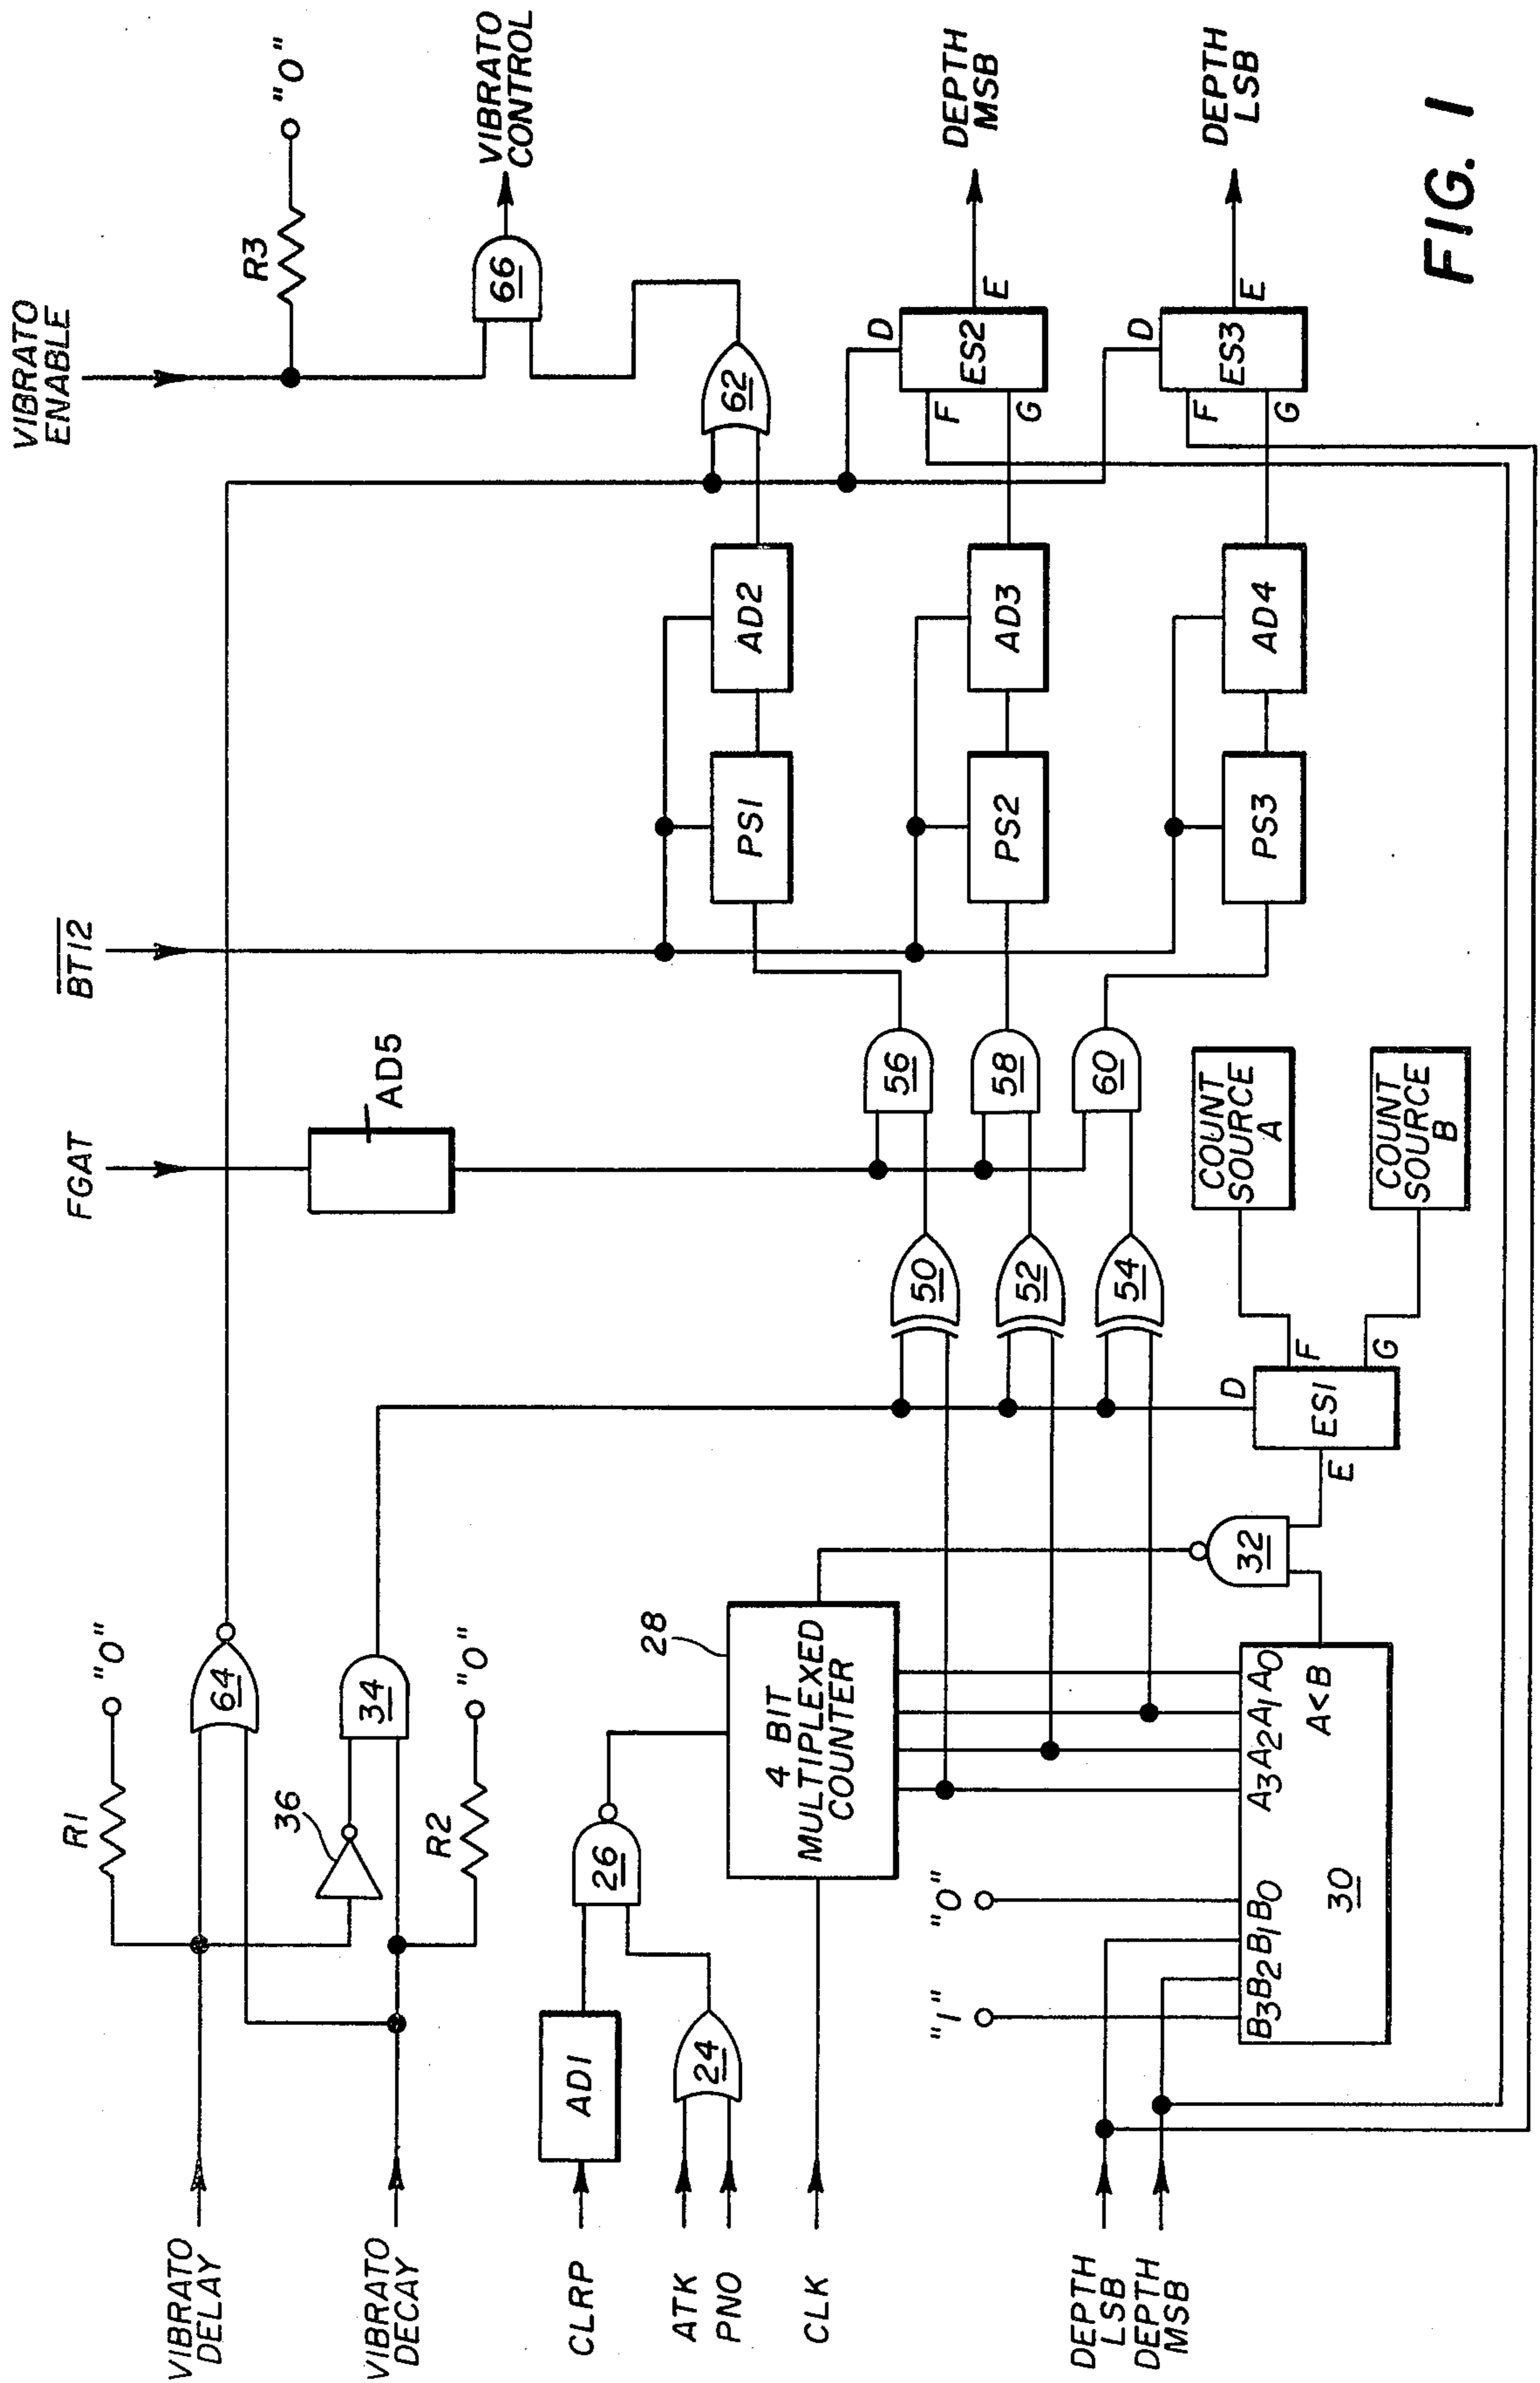 VIBRATO
DELAY
VIBRATO
DECAY
CLRP
ATK
PNO
CLK
DEPTH
LSB
DEPTH
MSB
R1
"0"
36
R2
"0"
64
34
AD1
24
26
28
4 BIT
MULTIPLEXED
COUNTER
"1"
"0"
B3 B2 B1 B0
A3 A2 A1 A0
A<B
30
32
E
D
ES1
F
G
50
52
54
COUNT
SOURCE
A
COUNT
SOURCE
B
FGAT
AD5
56
58
60
BT12
PS1
PS2
PS3
AD2
AD3
AD4
VIBRATO
ENABLE
R3
"0"
62
66
VIBRATO
CONTROL
D
F
G
ES2
E
DEPTH
MSB
D
F
G
ES3
E
DEPTH
LSB
FIG. 1